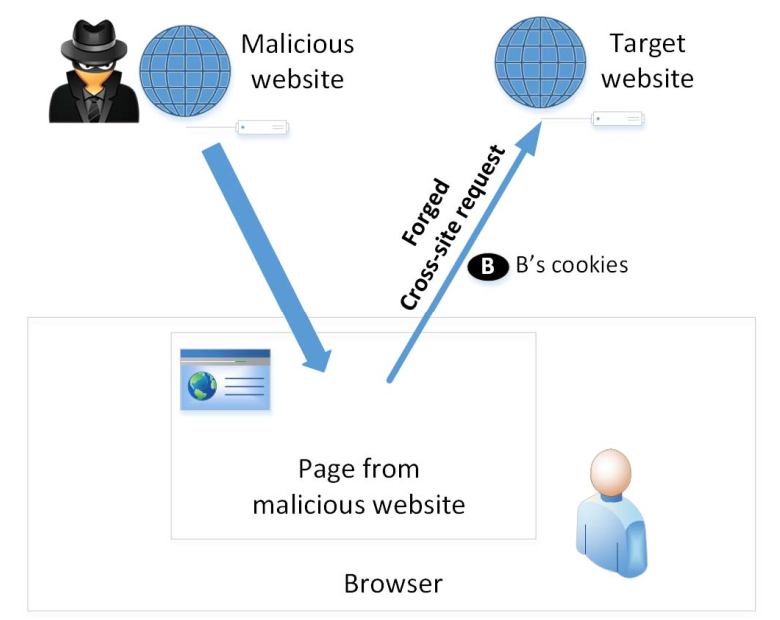 Malicious
website
Target
website
Forged
Cross-site request
B
B's cookies
Page from
malicious website
Browser